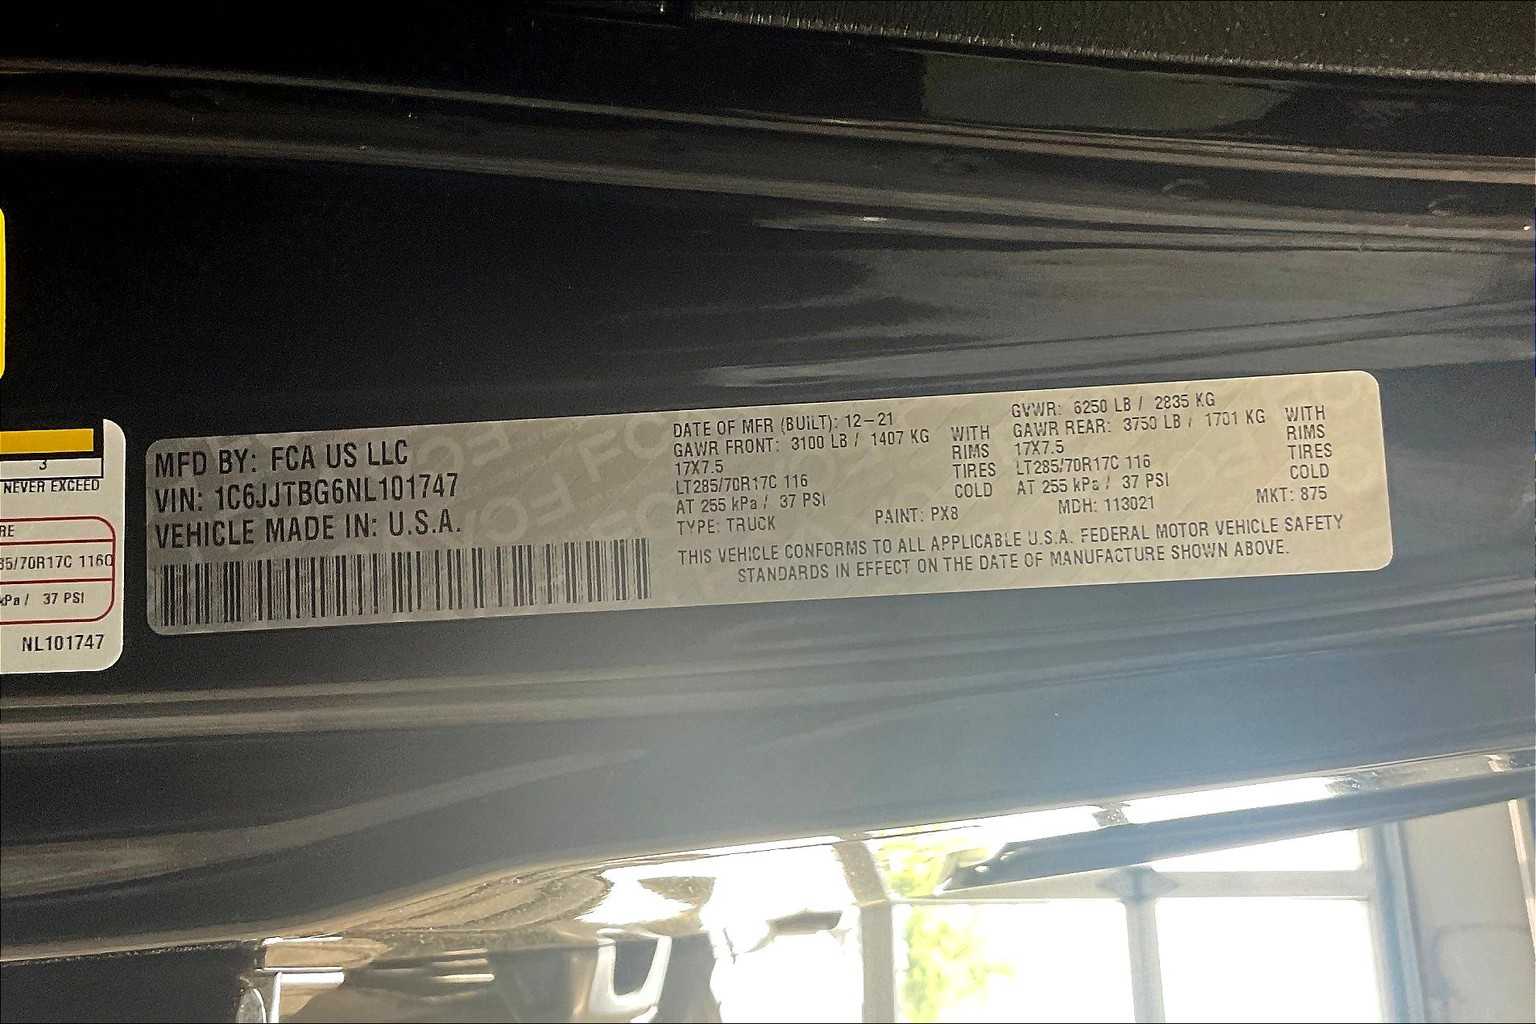 3
NEVER EXCEED
RE
85/70R17C 116Q
kPa / 37 PSI
NL101747
MFD BY: FCA US LLC
VIN: 1C6JJTBG6NL101747
VEHICLE MADE IN: U.S.A.
DATE OF MFR (BUILT): 12-21
GAWR FRONT: 3100 LB / 1407 KG WITH
17X7.5 RIMS
LT285/70R17C 116 TIRES
AT 255 kPa / 37 PSI COLD
TYPE: TRUCK PAINT: PX8
GVWR: 6250 LB / 2835 KG
GAWR REAR: 3750 LB / 1701 KG WITH
17X7.5 RIMS
LT285/70R17C 116 TIRES
AT 255 kPa / 37 PSI COLD
MDH: 113021 MKT: 875
THIS VEHICLE CONFORMS TO ALL APPLICABLE U.S.A. FEDERAL MOTOR VEHICLE SAFETY
STANDARDS IN EFFECT ON THE DATE OF MANUFACTURE SHOWN ABOVE.